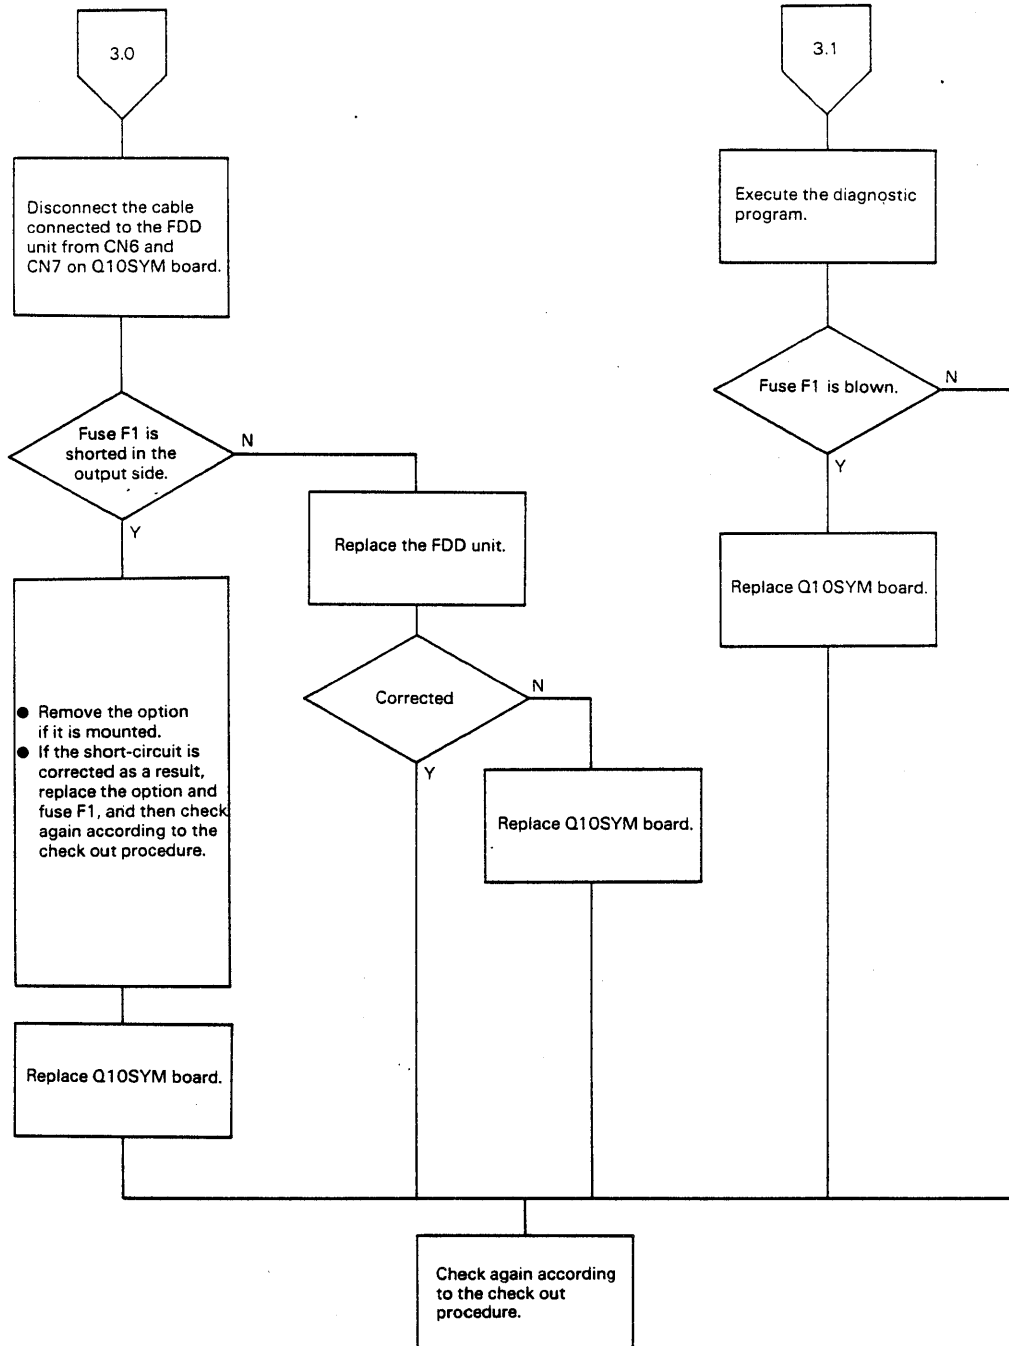 3.0
Disconnect the cable
connected to the FDD
unit from CN6 and
CN7 on Q10SYM board.
Fuse F1 is
shorted in the
output side.
N
Y
Replace the FDD unit.
Corrected
N
Y
Replace Q10SYM board.
● Remove the option
if it is mounted.
● If the short-circuit is
corrected as a result,
replace the option and
fuse F1, and then check
again according to the
check out procedure.
Replace Q10SYM board.
3.1
Execute the diagnostic
program.
Fuse F1 is blown.
N
Y
Replace Q10SYM board.
Check again according
to the check out
procedure.